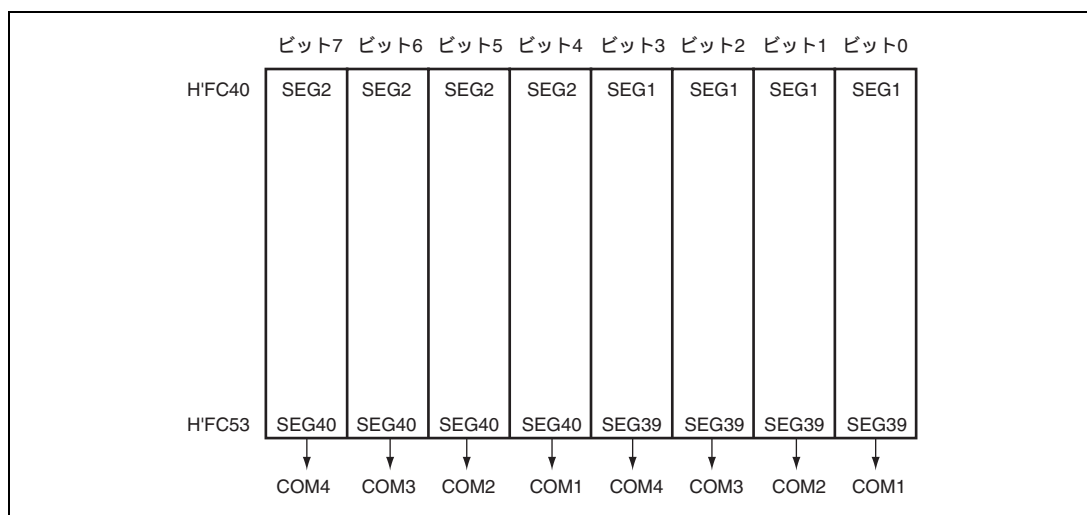 ビット7 ビット6 ビット5 ビット4 ビット3 ビット2 ビット1 ビット0
H'FC40 SEG2 SEG2 SEG2 SEG2 SEG1 SEG1 SEG1 SEG1
H'FC53 SEG40 SEG40 SEG40 SEG40 SEG39 SEG39 SEG39 SEG39
COM4 COM3 COM2 COM1 COM4 COM3 COM2 COM1